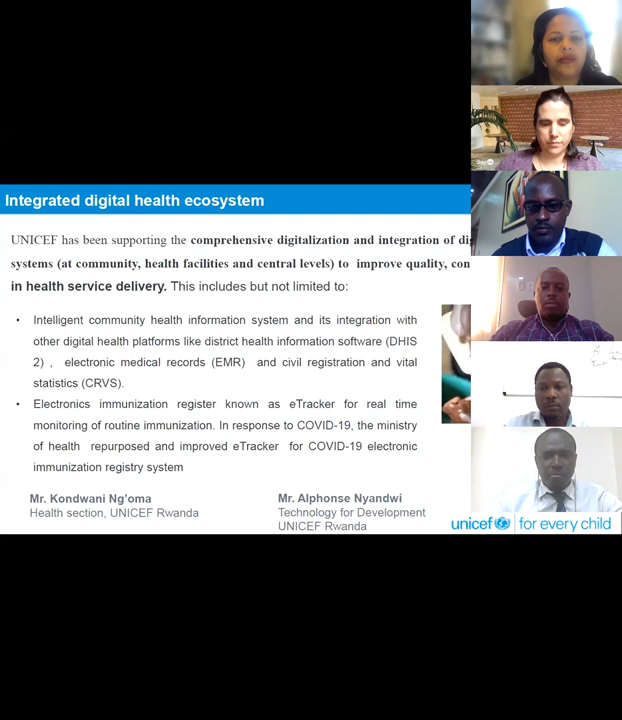 Integrated digital health ecosystem
UNICEF has been supporting the comprehensive digitalization and integration of
systems (at community, health facilities and central levels) to improve quality,
in health service delivery. This includes but not limited to:
• Intelligent community health information system and its integration with
other digital health platforms like district health information software (DHIS
2) , electronic medical records (EMR) and civil registration and vital
statistics (CRVS).
• Electronics immunization register known as eTracker for real time
monitoring of routine immunization. In response to COVID-19, the ministry
of health repurposed and improved eTracker for COVID-19 electronic
immunization registry system
Mr. Kondwani Ng'oma
Health section, UNICEF Rwanda
Mr. Alphonse Nyandwi
Technology for Development
UNICEF Rwanda
unicef for every child